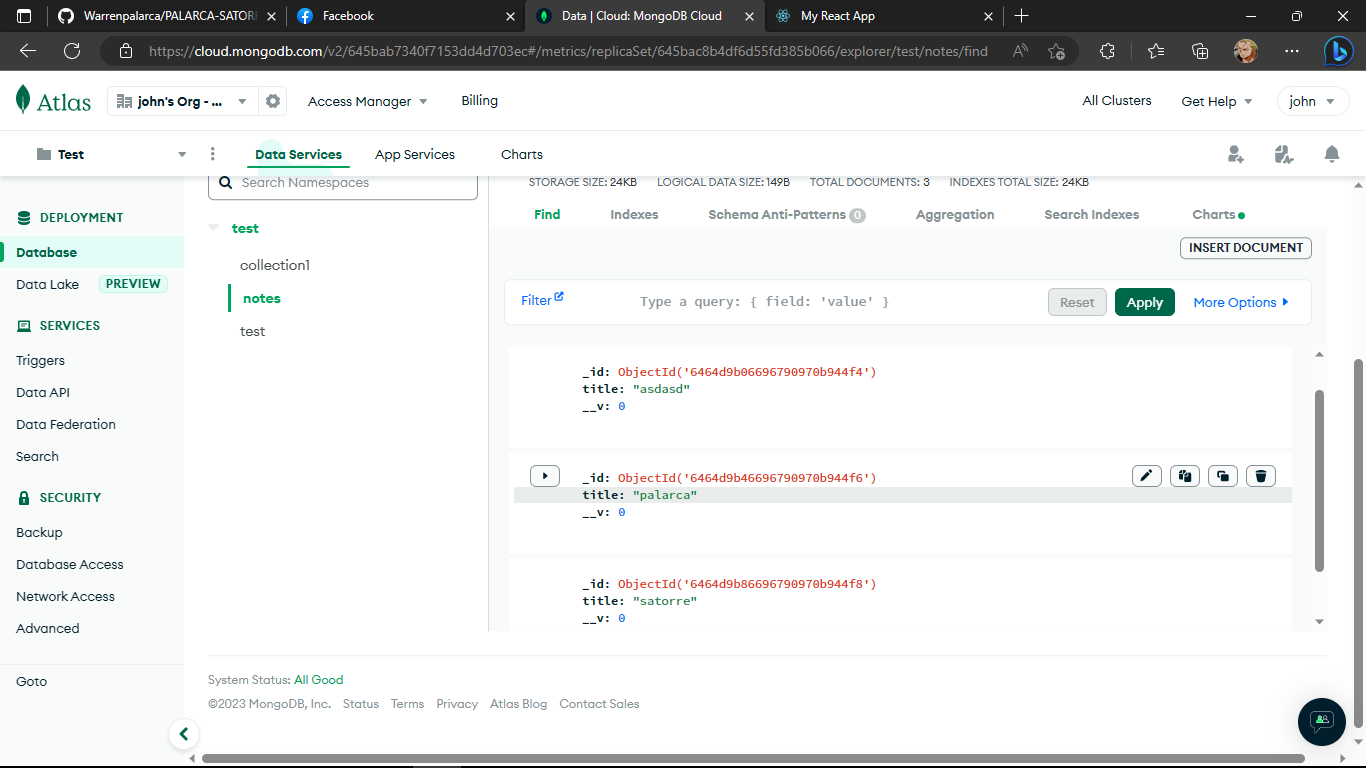 Warrenpalarca/PALARCA-SATORR
Facebook
Data | Cloud: MongoDB Cloud
My React App
https://cloud.mongodb.com/v2/645bab7340f7153dd4d703ec#/metrics/replicaSet/645bac8b4df6d55fd385b066/explorer/test/notes/find
Atlas
john's Org - ...
Access Manager
Billing
All Clusters
Get Help
john
Test
Data Services
App Services
Charts
DEPLOYMENT
Database
Data Lake PREVIEW
SERVICES
Triggers
Data API
Data Federation
Search
SECURITY
Backup
Database Access
Network Access
Advanced
Goto
Search Namespaces
test
collection1
notes
test
STORAGE SIZE: 24KB LOGICAL DATA SIZE: 149B TOTAL DOCUMENTS: 3 INDEXES TOTAL SIZE: 24KB
Find Indexes Schema Anti-Patterns 0 Aggregation Search Indexes Charts
INSERT DOCUMENT
Filter Type a query: { field: 'value' } Reset Apply More Options
_id: ObjectId('6464d9b06696790970b944f4')
title: "asdasd"
__v: 0
_id: ObjectId('6464d9b46696790970b944f6')
title: "palarca"
__v: 0
_id: ObjectId('6464d9b86696790970b944f8')
title: "satorre"
__v: 0
System Status: All Good
©2023 MongoDB, Inc. Status Terms Privacy Atlas Blog Contact Sales